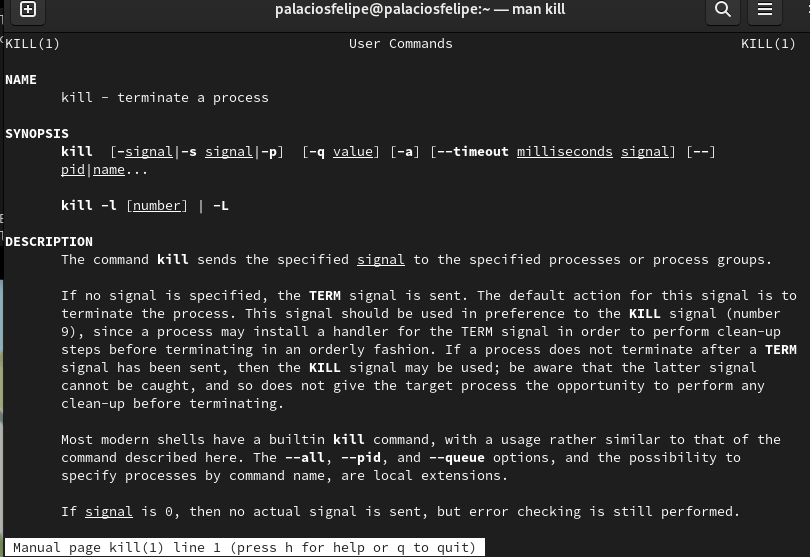 palaciosfelipe@palaciosfelipe:~ — man kill
KILL(1) User Commands KILL(1)
NAME
kill - terminate a process
SYNOPSIS
kill [-signal|-s signal|-p] [-q value] [-a] [--timeout milliseconds signal] [--]
pid|name...
kill -l [number] | -L
DESCRIPTION
The command kill sends the specified signal to the specified processes or process groups.
If no signal is specified, the TERM signal is sent. The default action for this signal is to
terminate the process. This signal should be used in preference to the KILL signal (number
9), since a process may install a handler for the TERM signal in order to perform clean-up
steps before terminating in an orderly fashion. If a process does not terminate after a TERM
signal has been sent, then the KILL signal may be used; be aware that the latter signal
cannot be caught, and so does not give the target process the opportunity to perform any
clean-up before terminating.
Most modern shells have a builtin kill command, with a usage rather similar to that of the
command described here. The --all, --pid, and --queue options, and the possibility to
specify processes by command name, are local extensions.
If signal is 0, then no actual signal is sent, but error checking is still performed.
Manual page kill(1) line 1 (press h for help or q to quit)